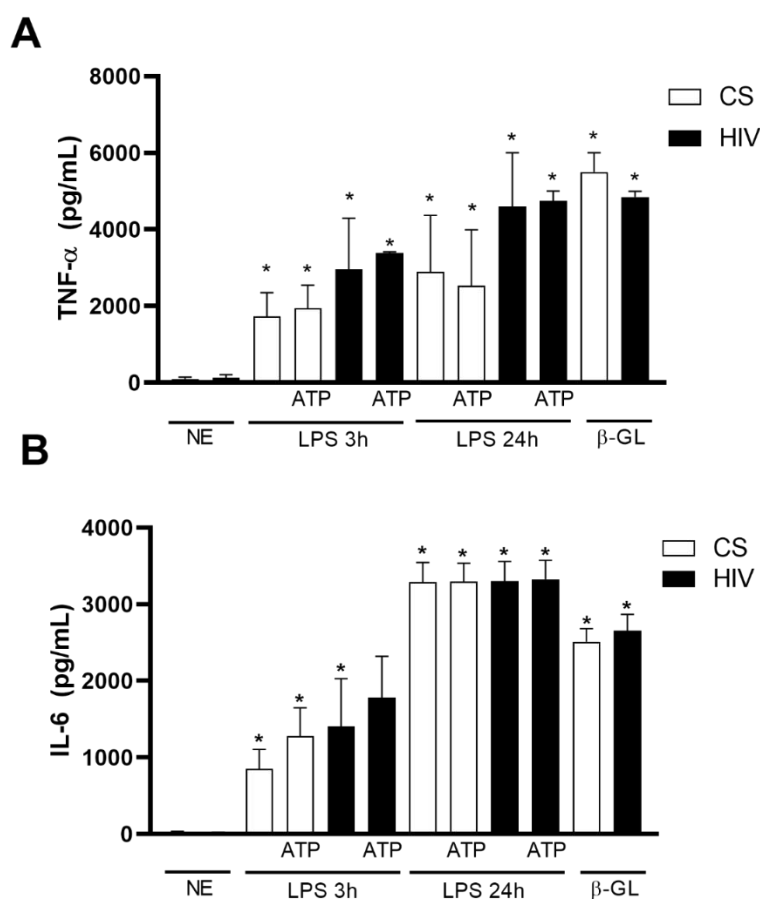 A
TNF-α (pg/mL)
8000
6000
4000
2000
0
CS
HIV
* * * * * * * * * *
ATP ATP ATP ATP
NE LPS 3h LPS 24h β-GL
B
IL-6 (pg/mL)
4000
3000
2000
1000
0
CS
HIV
* * * * * * * * *
ATP ATP ATP ATP
NE LPS 3h LPS 24h β-GL